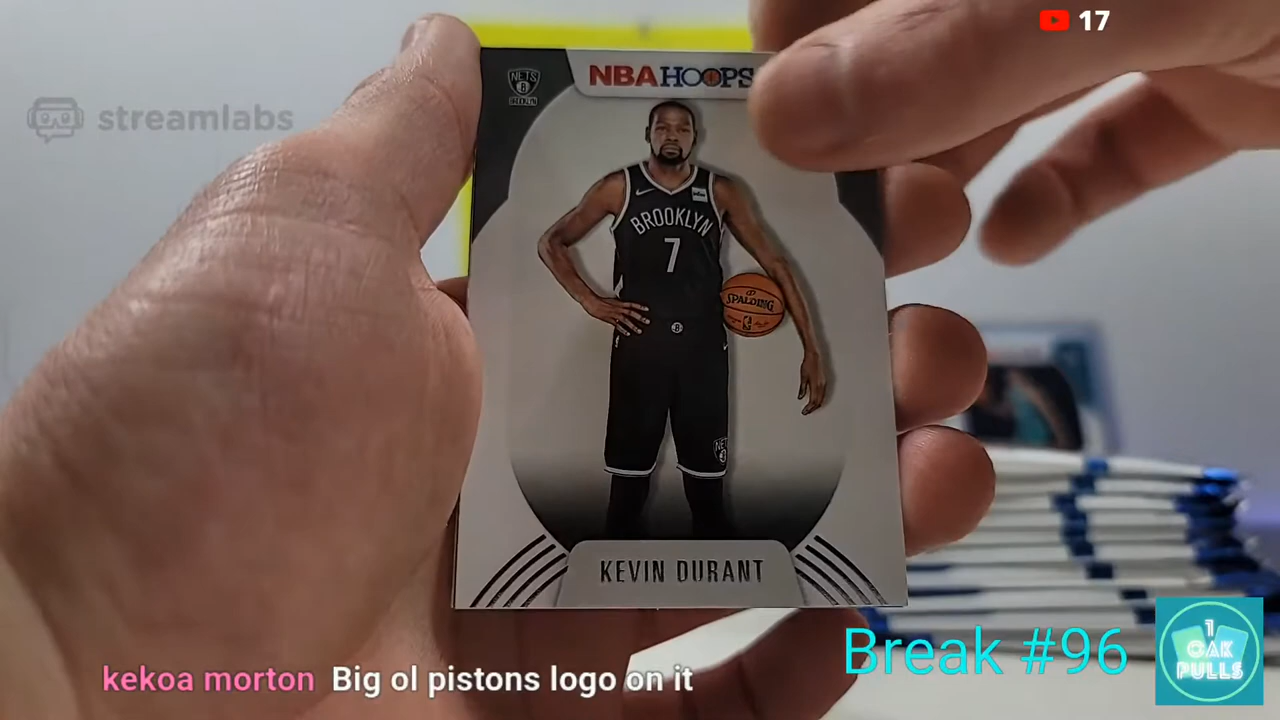 17
streamlabs
NBA HOOPS
NETS
BROOKLYN
7
SPALDING
KEVIN DURANT
Break #96
1
OAK
PULLS
kekoa morton Big ol pistons logo on it